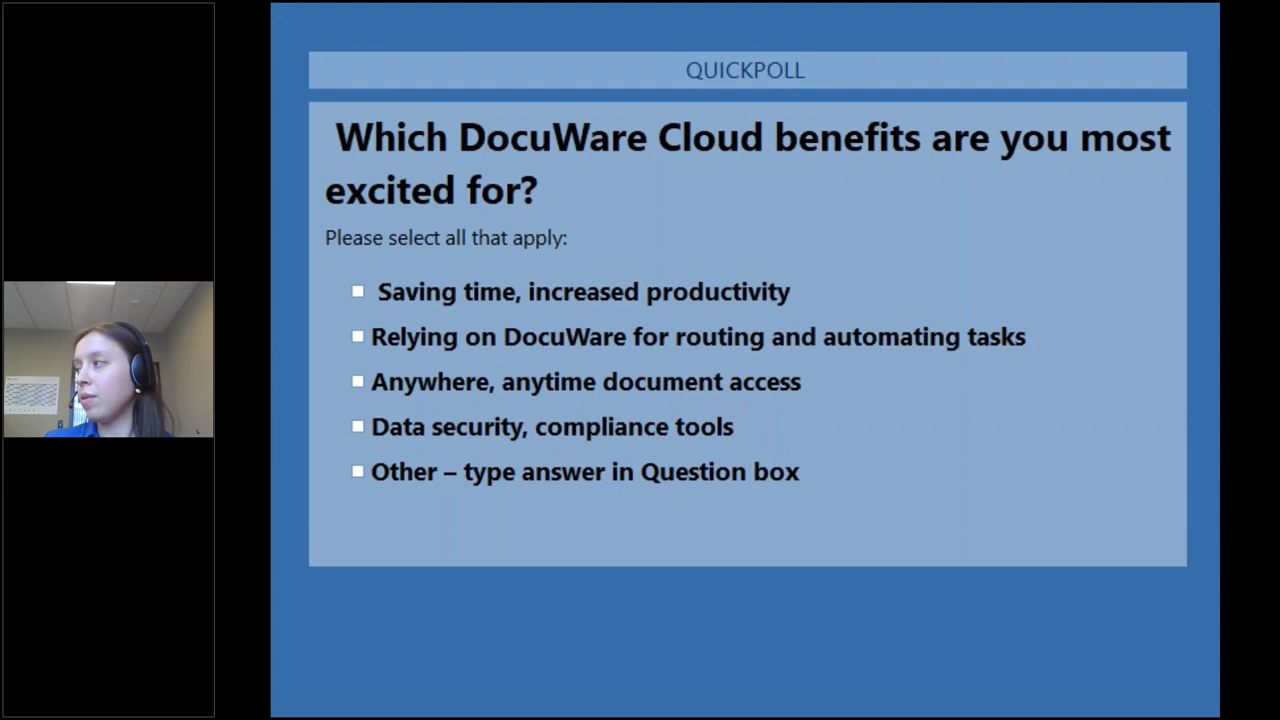 QUICKPOLL
Which DocuWare Cloud benefits are you most
excited for?
Please select all that apply:
Saving time, increased productivity
Relying on DocuWare for routing and automating tasks
Anywhere, anytime document access
Data security, compliance tools
Other – type answer in Question box